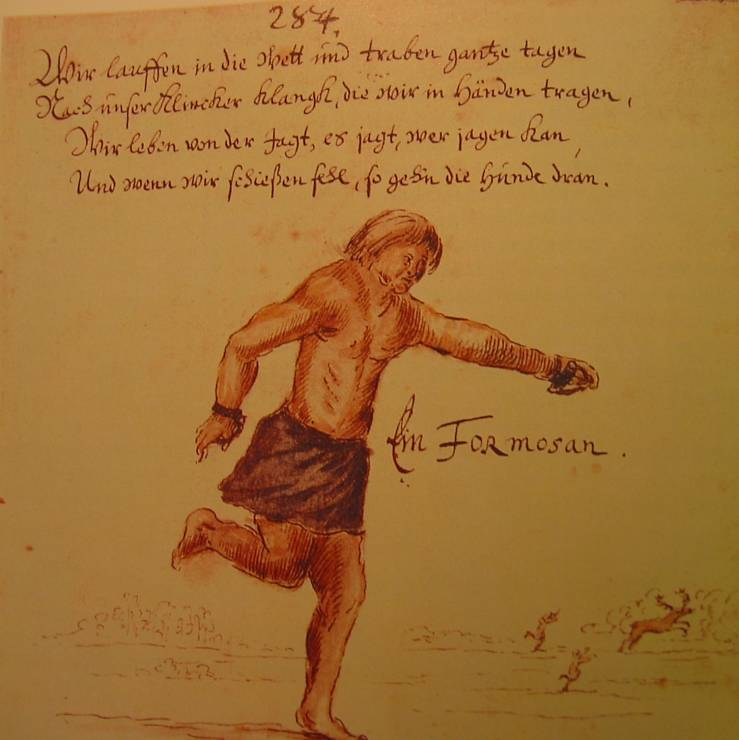 284.
Wir lauffen in die Wett und traben gantze tagen
Nach unser Klincker Klangk, die wir in Händen tragen,
Wir leben von der Jagt, es jagt, wer jagen kan,
Und wenn wir schießen fehl, so gehn die Hunde dran.
Ein Formosan.